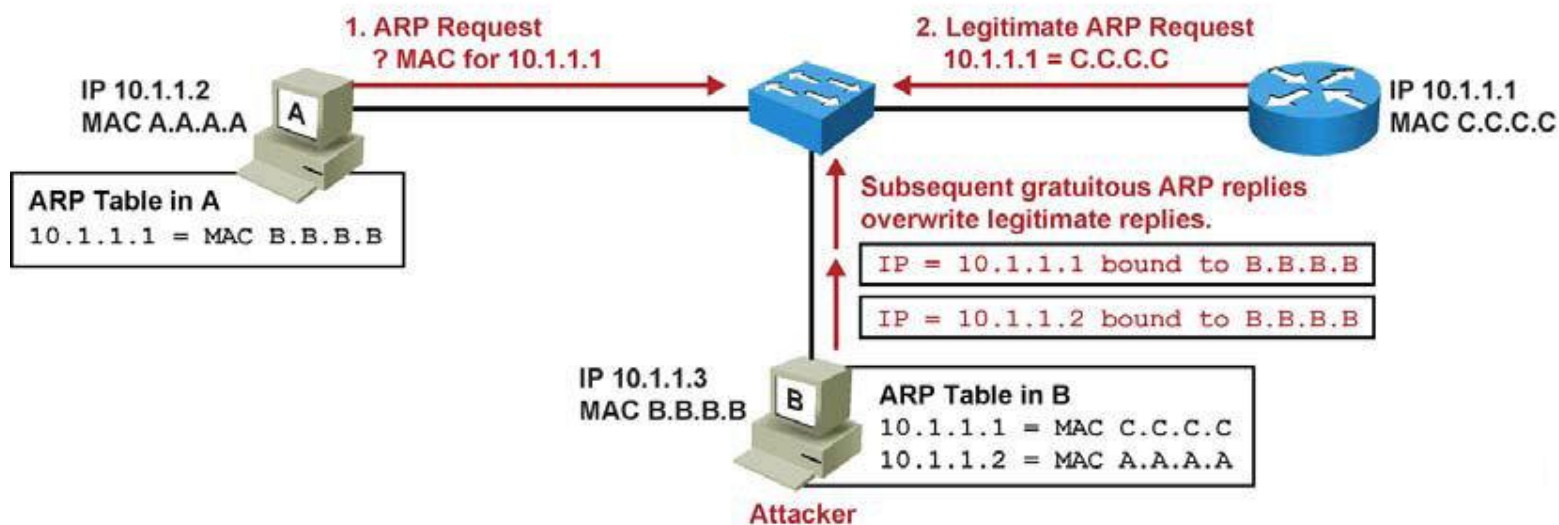 1. ARP Request
? MAC for 10.1.1.1
2. Legitimate ARP Request
10.1.1.1 = C.C.C.C
IP 10.1.1.2
MAC A.A.A.A
A
IP 10.1.1.1
MAC C.C.C.C
ARP Table in A
10.1.1.1 = MAC B.B.B.B
Subsequent gratuitous ARP replies
overwrite legitimate replies.
IP = 10.1.1.1 bound to B.B.B.B
IP = 10.1.1.2 bound to B.B.B.B
IP 10.1.1.3
MAC B.B.B.B
B
ARP Table in B
10.1.1.1 = MAC C.C.C.C
10.1.1.2 = MAC A.A.A.A
Attacker